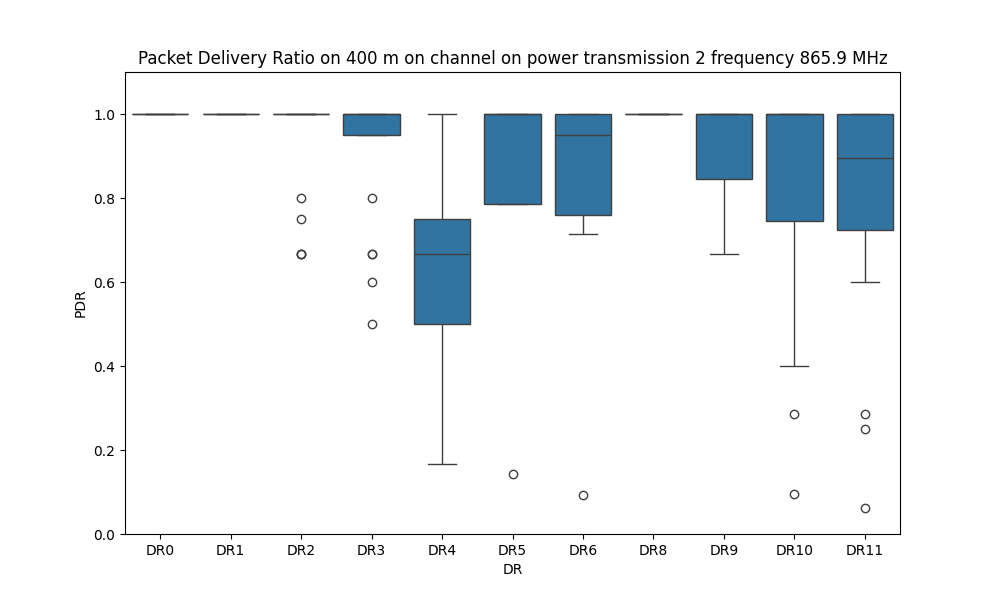 Packet Delivery Ratio on 400 m on channel on power transmission 2 frequency 865.9 MHz
1.0
0.8
0.6
0.4
0.2
0.0
PDR
DR0 DR1 DR2 DR3 DR4 DR5 DR6 DR8 DR9 DR10 DR11
DR